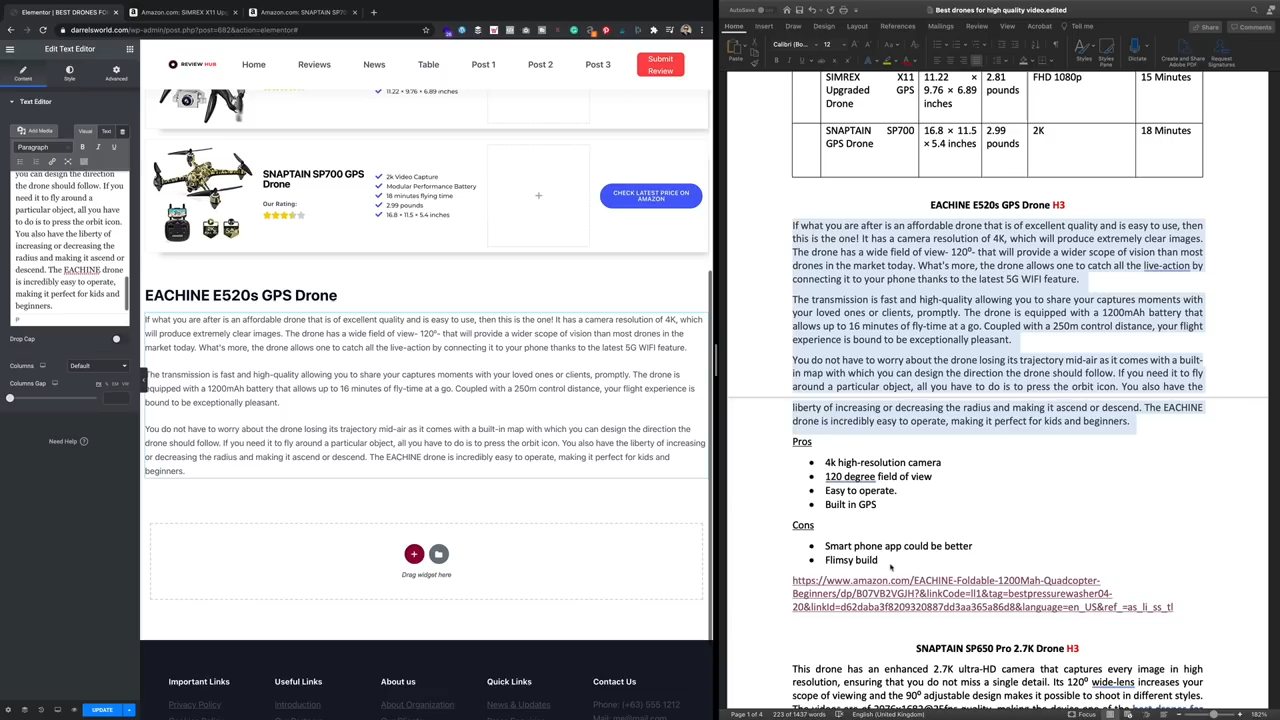 Elementor | BEST DRONES FOR
Amazon.com: SIMREX X11 Upg
Amazon.com: SNAPTAIN SP70
darrelsworld.com/wp-admin/post.php?post=682&action=elementor#
Edit Text Editor
Content
Style
Advanced
Text Editor
Add Media
Visual
Text
Paragraph
you can design the direction
the drone should follow. If you
need it to fly around a
particular object, all you have
to do is to press the orbit icon.
You also have the liberty of
increasing or decreasing the
radius and making it ascend or
descend. The EACHINE drone
is incredibly easy to operate,
making it perfect for kids and
beginners.
P
Drop Cap
Columns
Default
Columns Gap
Need Help
UPDATE
REVIEW HUB
Home
Reviews
News
Table
Post 1
Post 2
Post 3
Submit
Review
11.22 × 9.76 × 6.89 inches
SNAPTAIN SP700 GPS
Drone
Our Rating:
2k Video Capture
Modular Performance Battery
18 minutes flying time
2.99 pounds
16.8 × 11.5 × 5.4 inches
CHECK LATEST PRICE ON
AMAZON
EACHINE E520s GPS Drone
If what you are after is an affordable drone that is of excellent quality and is easy to use, then this is the one! It has a camera resolution of 4K, which
will produce extremely clear images. The drone has a wide field of view- 120⁰- that will provide a wider scope of vision than most drones in the
market today. What's more, the drone allows one to catch all the live-action by connecting it to your phone thanks to the latest 5G WIFI feature.
The transmission is fast and high-quality allowing you to share your captures moments with your loved ones or clients, promptly. The drone is
equipped with a 1200mAh battery that allows up to 16 minutes of fly-time at a go. Coupled with a 250m control distance, your flight experience is
bound to be exceptionally pleasant.
You do not have to worry about the drone losing its trajectory mid-air as it comes with a built-in map with which you can design the direction the
drone should follow. If you need it to fly around a particular object, all you have to do is to press the orbit icon. You also have the liberty of increasing
or decreasing the radius and making it ascend or descend. The EACHINE drone is incredibly easy to operate, making it perfect for kids and
beginners.
Drag widget here
Important Links
Useful Links
About us
Quick Links
Contact Us
Privacy Policy
Introduction
About Organization
News & Updates
Phone: (+63) 555 1212
Best drones for high quality video.edited
Home
Insert
Draw
Design
Layout
References
Tell me
Share
Comments
Paste
Calibri (Bo...
12
Styles
Styles
Pane
Create and Share
Adobe PDF
Request
Signatures
SIMREX X11
Upgraded GPS
Drone
11.22 ×
9.76 × 6.89
inches
2.81
pounds
FHD 1080p
15 Minutes
SNAPTAIN SP700
GPS Drone
16.8 × 11.5
× 5.4 inches
2.99
pounds
2K
18 Minutes
EACHINE E520s GPS Drone H3
If what you are after is an affordable drone that is of excellent quality and is easy to use, then
this is the one! It has a camera resolution of 4K, which will produce extremely clear images.
The drone has a wide field of view- 120⁰- that will provide a wider scope of vision than most
drones in the market today. What's more, the drone allows one to catch all the live-action by
connecting it to your phone thanks to the latest 5G WIFI feature.
The transmission is fast and high-quality allowing you to share your captures moments with
your loved ones or clients, promptly. The drone is equipped with a 1200mAh battery that
allows up to 16 minutes of fly-time at a go. Coupled with a 250m control distance, your flight
experience is bound to be exceptionally pleasant.
You do not have to worry about the drone losing its trajectory mid-air as it comes with a built-
in map with which you can design the direction the drone should follow. If you need it to fly
around a particular object, all you have to do is to press the orbit icon. You also have the
liberty of increasing or decreasing the radius and making it ascend or descend. The EACHINE
drone is incredibly easy to operate, making it perfect for kids and beginners.
Pros
4k high-resolution camera
120 degree field of view
Easy to operate.
Built in GPS
Cons
Smart phone app could be better
Flimsy build
https://www.amazon.com/EACHINE-Foldable-1200Mah-Quadcopter-
Beginners/dp/B07VB2VGJH?&linkCode=ll1&tag=bestpressurewasher04-
20&linkId=d62daba3f8209320887dd3aa365a86d8&language=en_US&ref_=as_li_ss_tl
SNAPTAIN SP650 Pro 2.7K Drone H3
This drone has an enhanced 2.7K ultra-HD camera that captures every image in high
resolution, ensuring that you do not miss a single detail. Its 120⁰ wide-lens increases your
scope of viewing and the 90⁰ adjustable design makes it possible to shoot in different styles.
Page 1 of 4
223 of 1437 words
English (United Kingdom)
Focus
182%